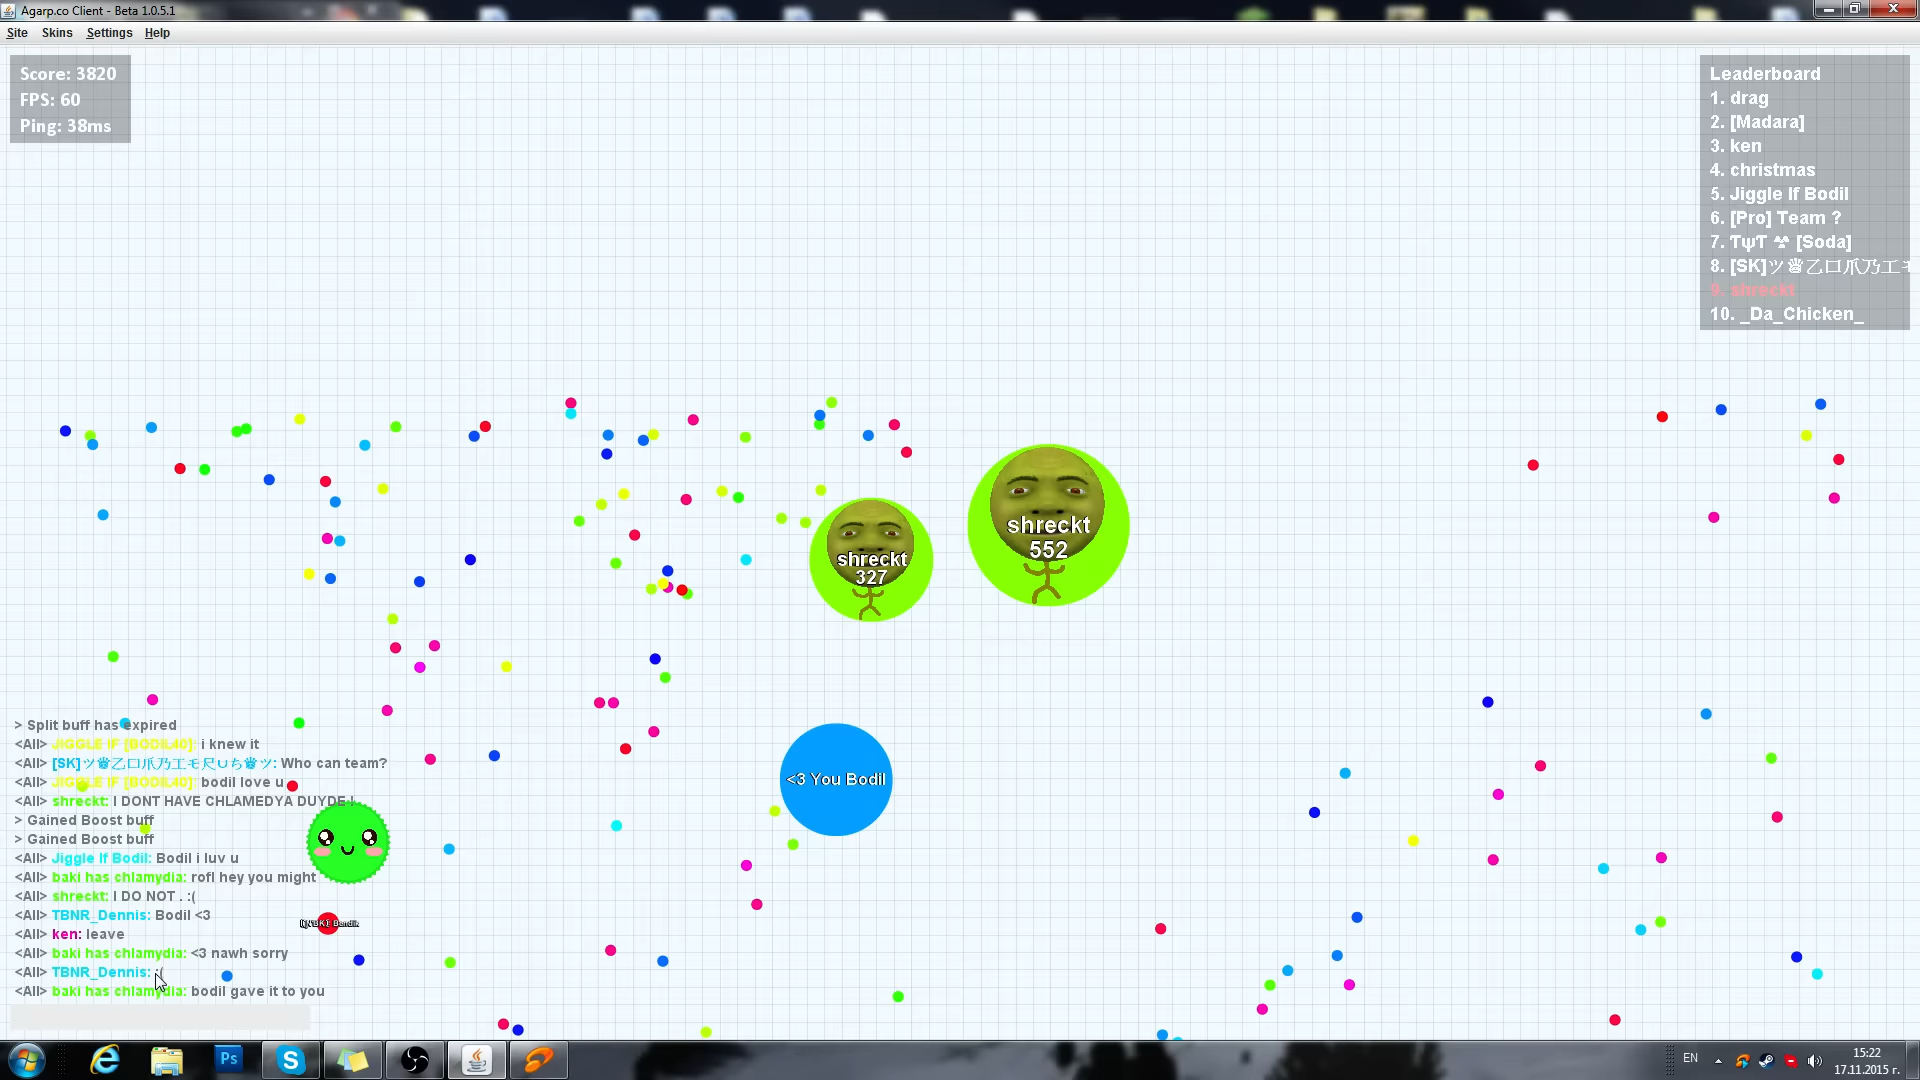 Agarp.co Client - Beta 1.0.5.1
Site Skins Settings Help
Score: 3820
FPS: 60
Ping: 38ms
Leaderboard
1. drag
2. [Madara]
3. ken
4. christmas
5. Jiggle If Bodil
6. [Pro] Team ?
7. TψT ☢ [Soda]
8. [SK]ツ♛乙口爪乃工モ
9. shreckt
10. _Da_Chicken_
shreckt
552
shreckt
327
<3 You Bodil
> Split buff has expired
<All> JIGGLE IF [BODIL40]: i knew it
<All> [SK]ツ♛乙口爪乃工モ尺∪ち♛ツ: Who can team?
<All> JIGGLE IF [BODIL40]: bodil love u
<All> shreckt: I DONT HAVE CHLAMEDYA DUYDE !
> Gained Boost buff
> Gained Boost buff
<All> Jiggle If Bodil: Bodil i luv u
<All> baki has chlamydia: rofl hey you might
<All> shreckt: I DO NOT . :(
<All> TBNR_Dennis: Bodil <3
<All> ken: leave
<All> baki has chlamydia: <3 nawh sorry
<All> TBNR_Dennis: :(
<All> baki has chlamydia: bodil gave it to you
Ps
EN
15:22
17.11.2015 г.